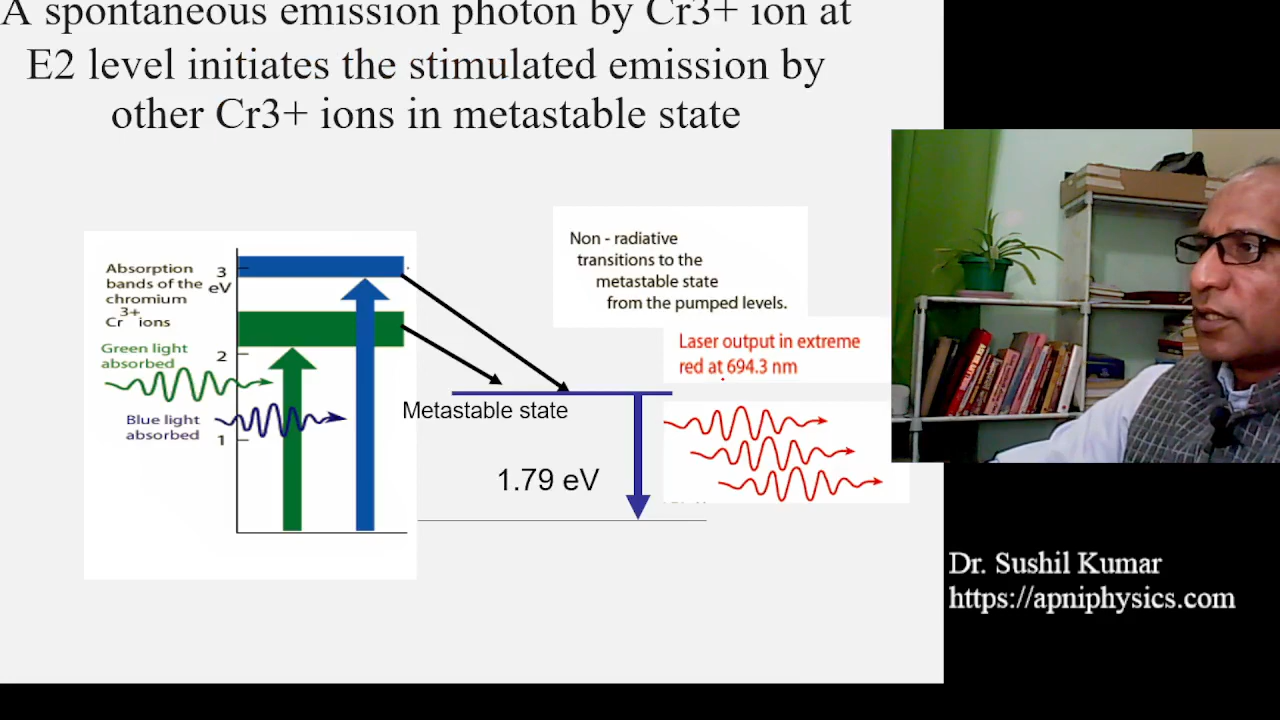 A spontaneous emission photon by Cr3+ ion at
E2 level initiates the stimulated emission by
other Cr3+ ions in metastable state
Absorption
bands of the
chromium
Cr 3+ ions
3
eV
Green light
absorbed
2
Blue light
absorbed
1
Non - radiative
transitions to the
metastable state
from the pumped levels.
Laser output in extreme
red at 694.3 nm
Metastable state
1.79 eV
Dr. Sushil Kumar
https://apniphysics.com